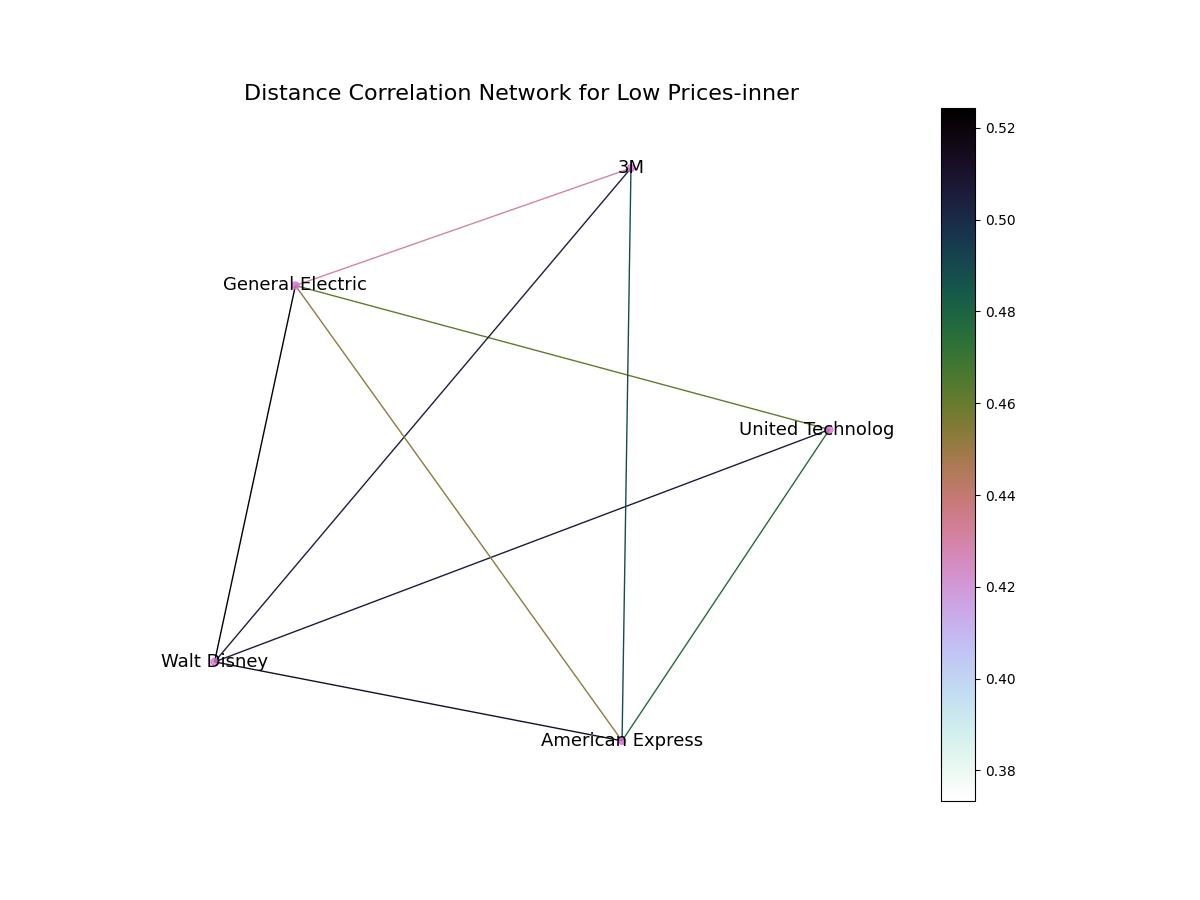 Distance Correlation Network for Low Prices-inner
3M
General Electric
United Technolog
Walt Disney
American Express
0.52
0.50
0.48
0.46
0.44
0.42
0.40
0.38